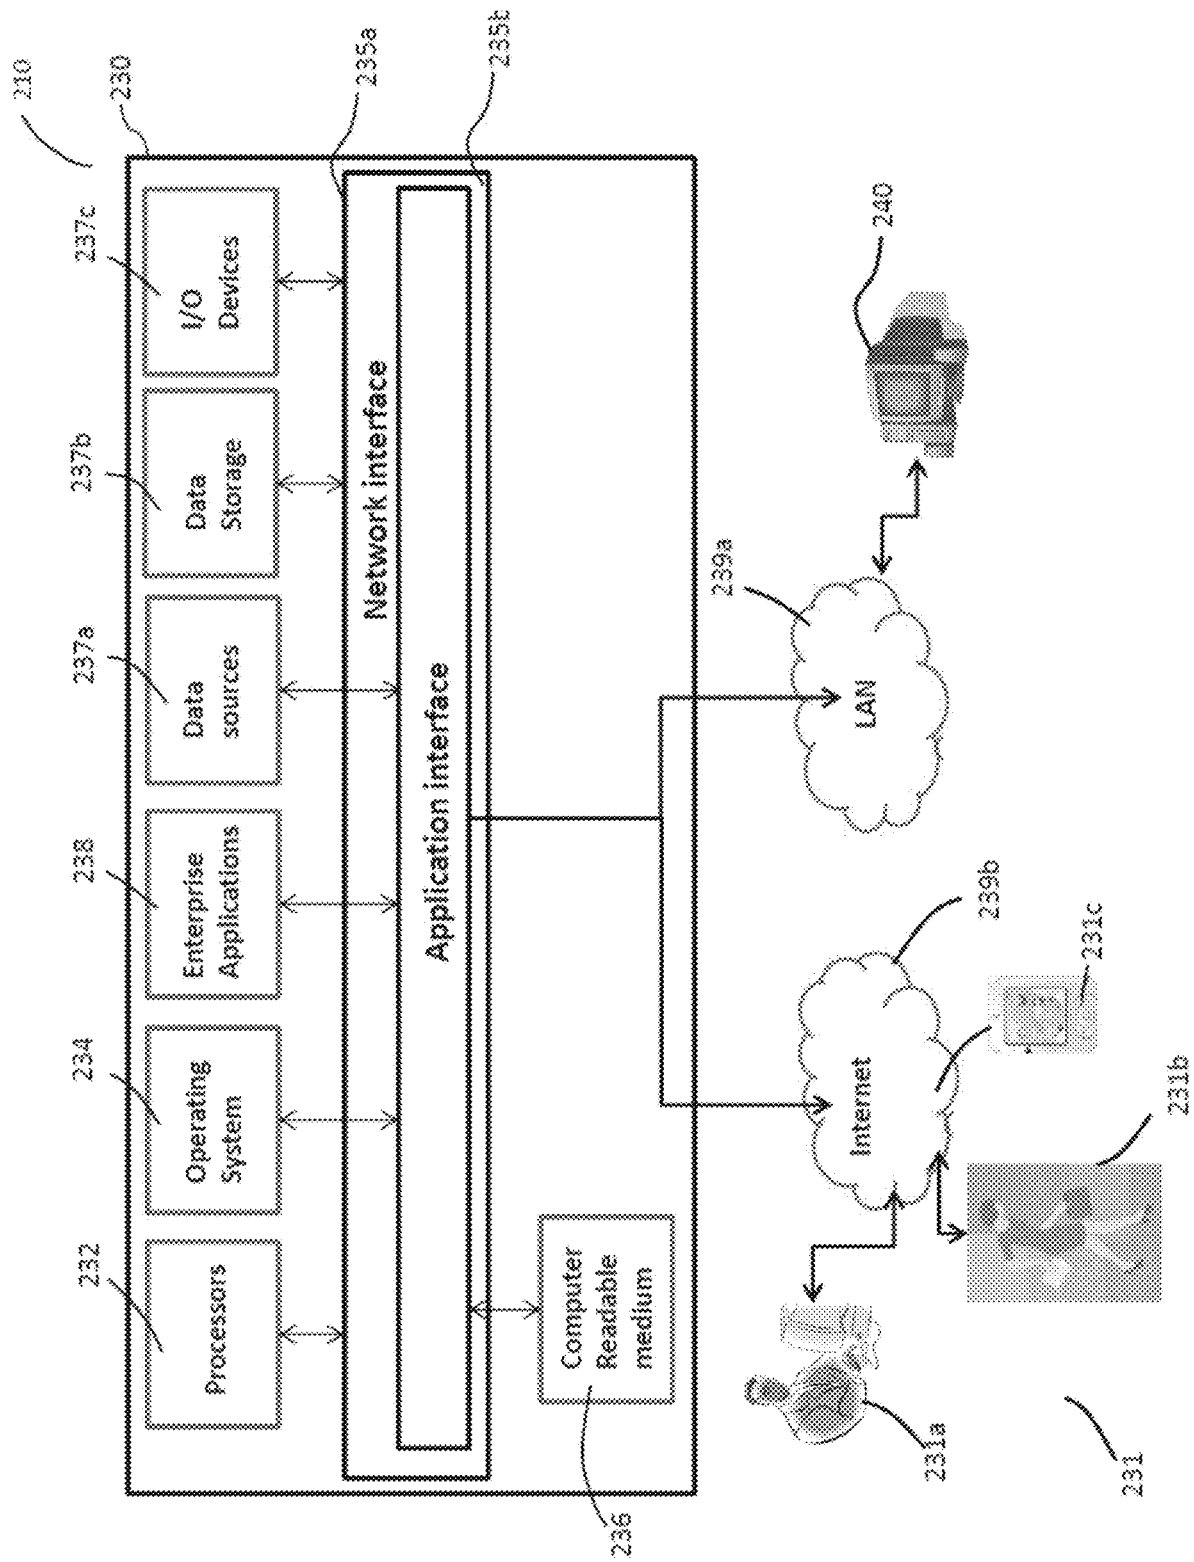 210
230
232
234
238
237a
237b
237c
235a
235b
Processors
Operating
System
Enterprise
Applications
Data
sources
Data
Storage
I/O
Devices
Network interface
Application interface
Computer
Readable
medium
236
Internet
LAN
239a
239b
240
231a
231b
231c
231